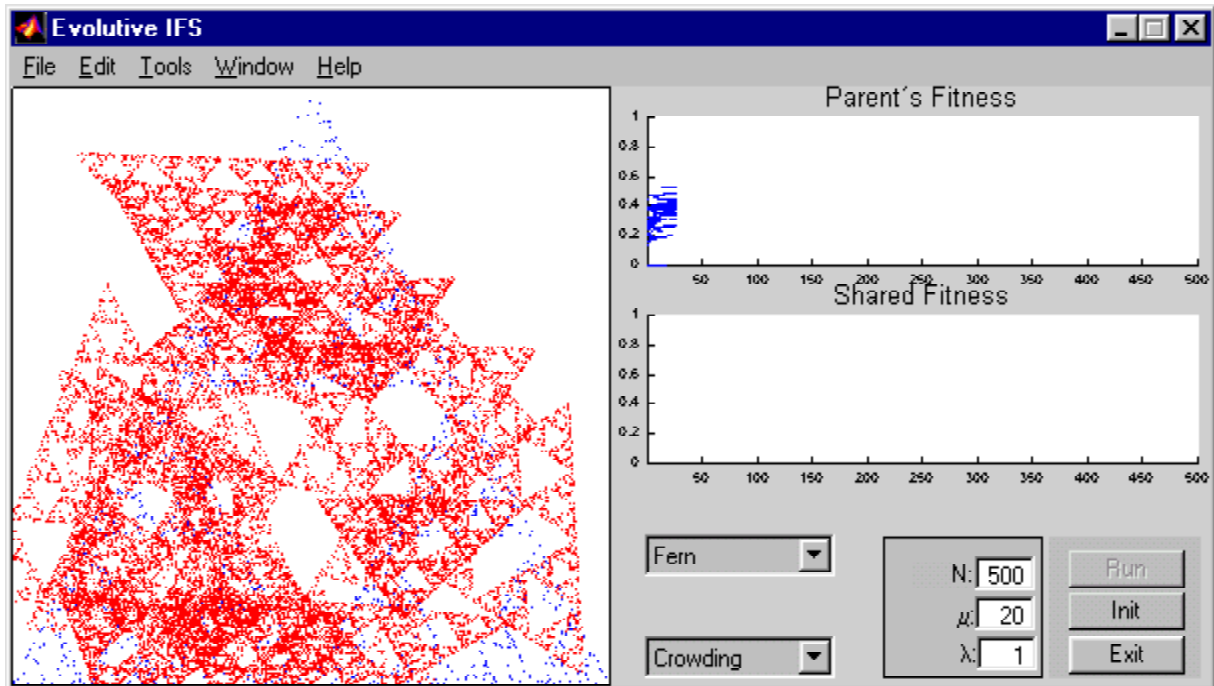 Evolutive IFS
File Edit Tools Window Help
Parent´s Fitness
1
0.8
0.6
0.4
0.2
0
50 100 150 200 250 300 350 400 450 500
Shared Fitness
1
0.8
0.6
0.4
0.2
0
50 100 150 200 250 300 350 400 450 500
Fern
N: 500
Run
μ: 20
Init
Crowding
λ: 1
Exit